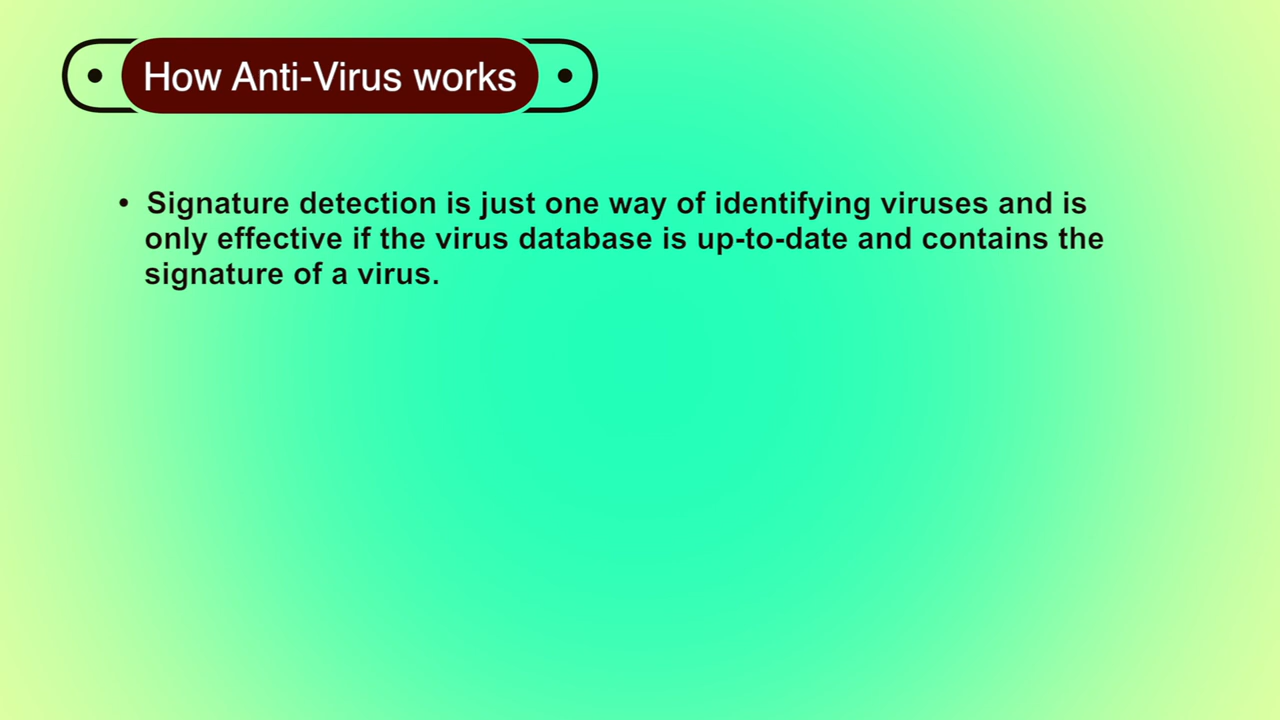 How Anti-Virus works
• Signature detection is just one way of identifying viruses and is
only effective if the virus database is up-to-date and contains the
signature of a virus.